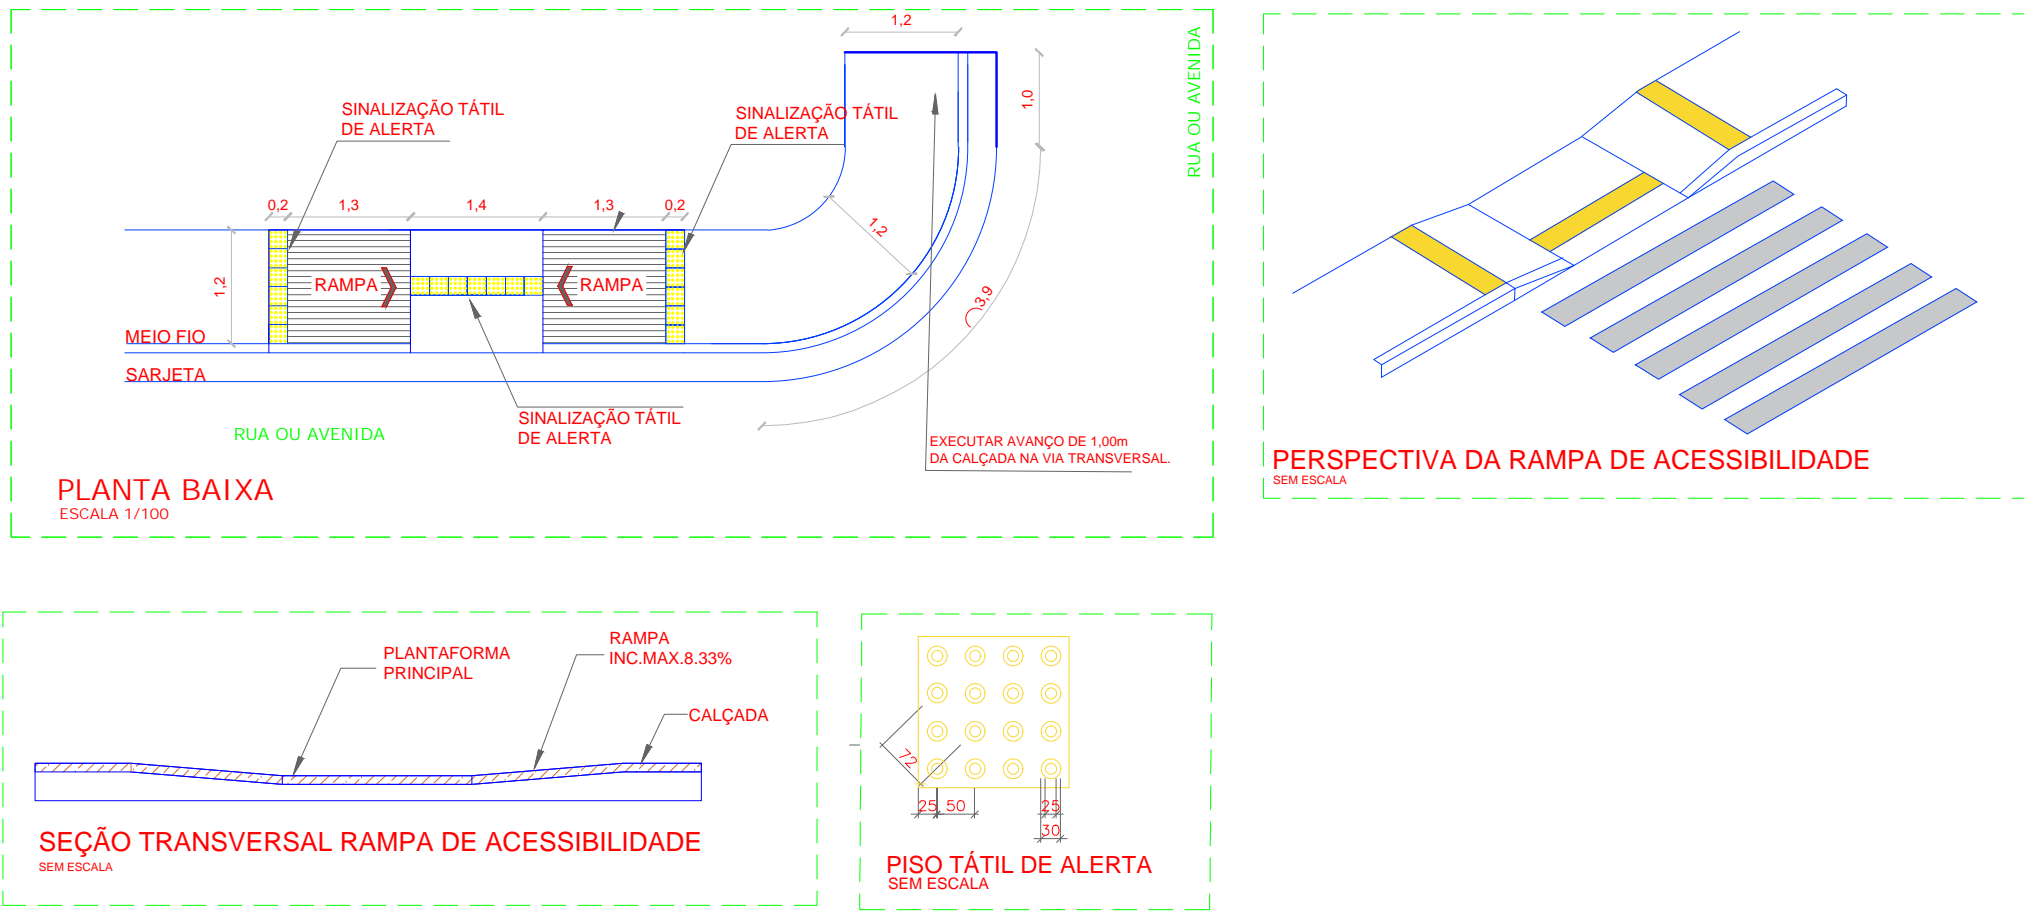 1,2
RUA OU AVENIDA
1,0
SINALIZAÇÃO TÁTIL
DE ALERTA
SINALIZAÇÃO TÁTIL
DE ALERTA
0,2
1,3
1,4
1,3
0,2
1,2
1,2
RAMPA
RAMPA
3,9
MEIO FIO
SARJETA
SINALIZAÇÃO TÁTIL
DE ALERTA
RUA OU AVENIDA
EXECUTAR AVANÇO DE 1,00m
DA CALÇADA NA VIA TRANSVERSAL.
PLANTA BAIXA
ESCALA 1/100
PERSPECTIVA DA RAMPA DE ACESSIBILIDADE
SEM ESCALA
PLANTAFORMA
PRINCIPAL
RAMPA
INC.MAX.8.33%
CALÇADA
SEÇÃO TRANSVERSAL RAMPA DE ACESSIBILIDADE
SEM ESCALA
72
25
50
25
30
PISO TÁTIL DE ALERTA
SEM ESCALA